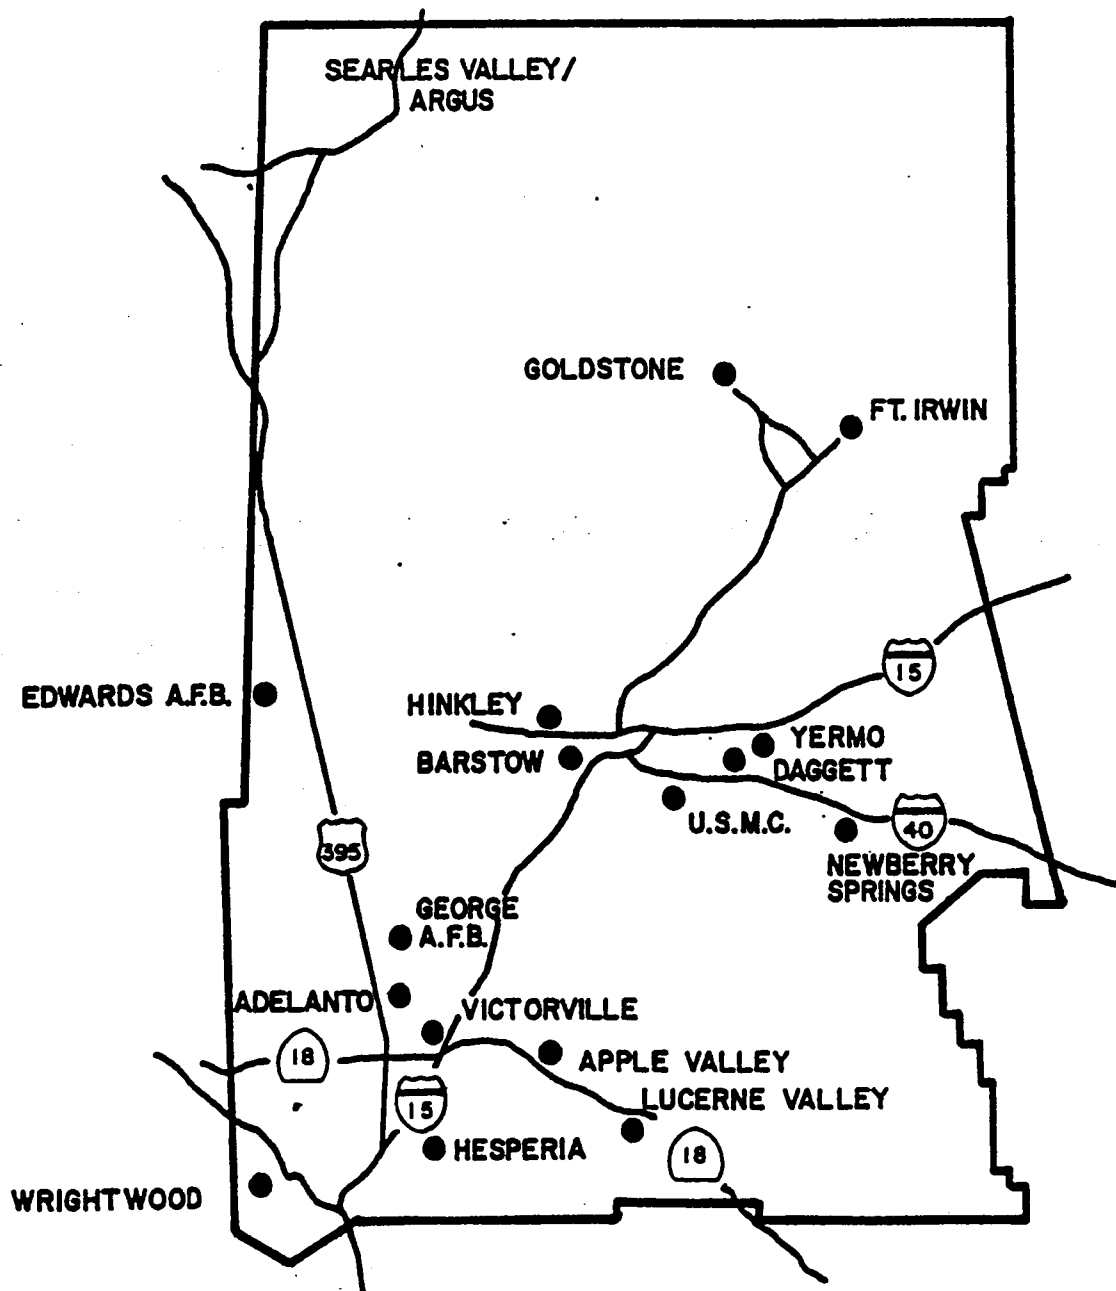 SEARLES VALLEY/
ARGUS
GOLDSTONE
FT. IRWIN
15
EDWARDS A.F.B.
HINKLEY
YERMO
BARSTOW
DAGGETT
U.S.M.C.
40
395
NEWBERRY
SPRINGS
GEORGE
A.F.B.
ADELANTO
VICTORVILLE
18
APPLE VALLEY
15
LUCERNE VALLEY
HESPERIA
18
WRIGHTWOOD